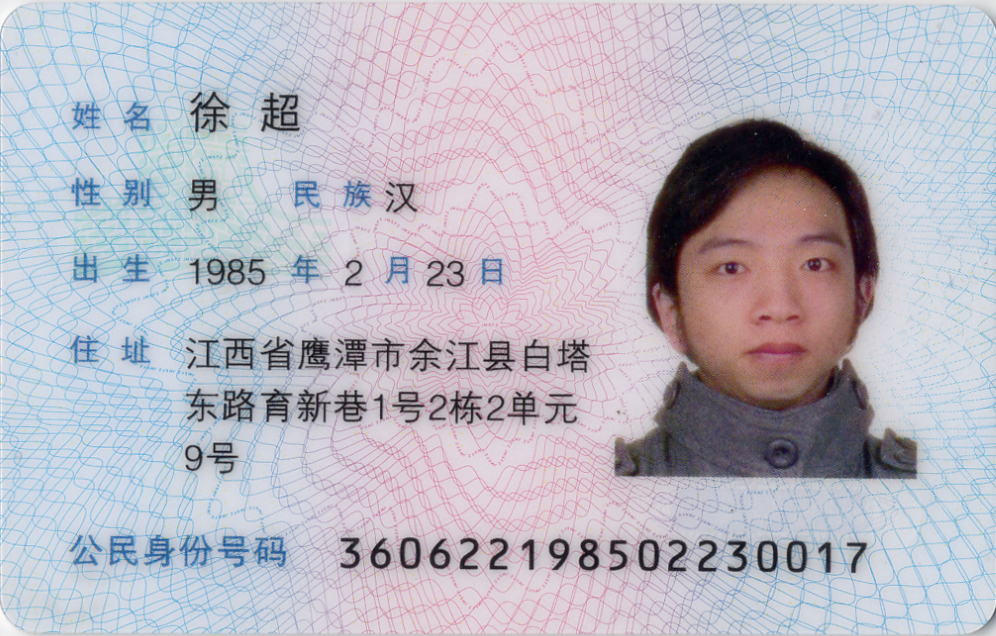 姓名 徐超
性别 男 民族 汉
出生 1985 年 2 月 23 日
住址 江西省鹰潭市余江县白塔
东路育新巷1号2栋2单元
9号
公民身份号码 360622198502230017